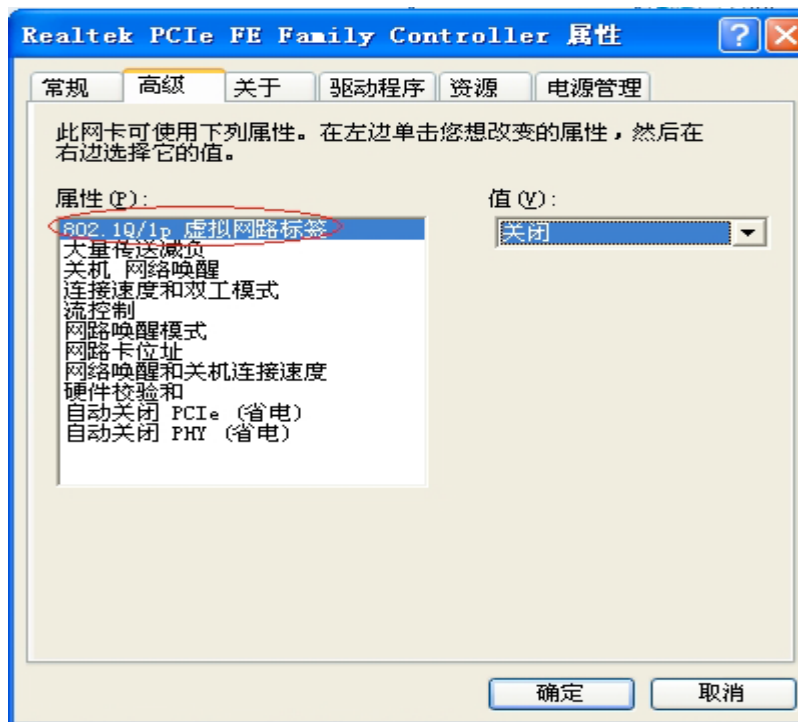 Realtek PCIe FE Family Controller 属性
常规 高级 关于 驱动程序 资源 电源管理
此网卡可使用下列属性。在左边单击您想改变的属性，然后在
右边选择它的值。
属性(P): 值(V):
802.1Q/1p 虚拟网路标签 关闭
大量传送减负
关机 网络唤醒
连接速度和双工模式
流控制
网路唤醒模式
网路卡位址
网络唤醒和关机连接速度
硬件校验和
自动关闭 PCIe (省电)
自动关闭 PHY (省电)
确定 取消